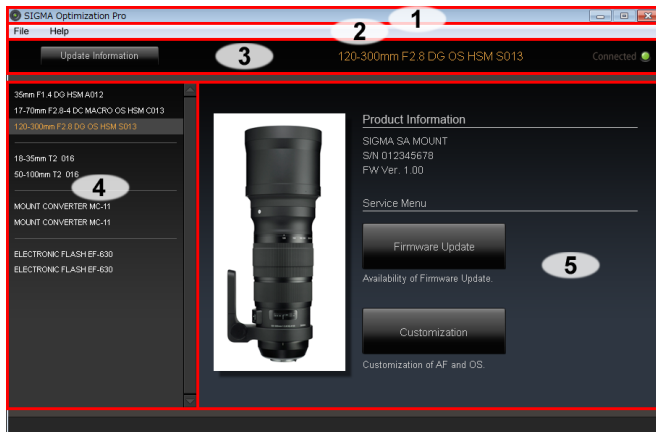 SIGMA Optimization Pro
1
File Help
2
Update Information
3
120-300mm F2.8 DG OS HSM S013
Connected
35mm F1.4 DG HSM A012
17-70mm F2.8-4 DC MACRO OS HSM C013
120-300mm F2.8 DG OS HSM S013
18-35mm T2 016
50-100mm T2 016
4
MOUNT CONVERTER MC-11
MOUNT CONVERTER MC-11
ELECTRONIC FLASH EF-630
ELECTRONIC FLASH EF-630
Product Information
SIGMA SA MOUNT
S/N 012345678
FW Ver. 1.00
Service Menu
Firmware Update
Availability of Firmware Update.
5
Customization
Customization of AF and OS.